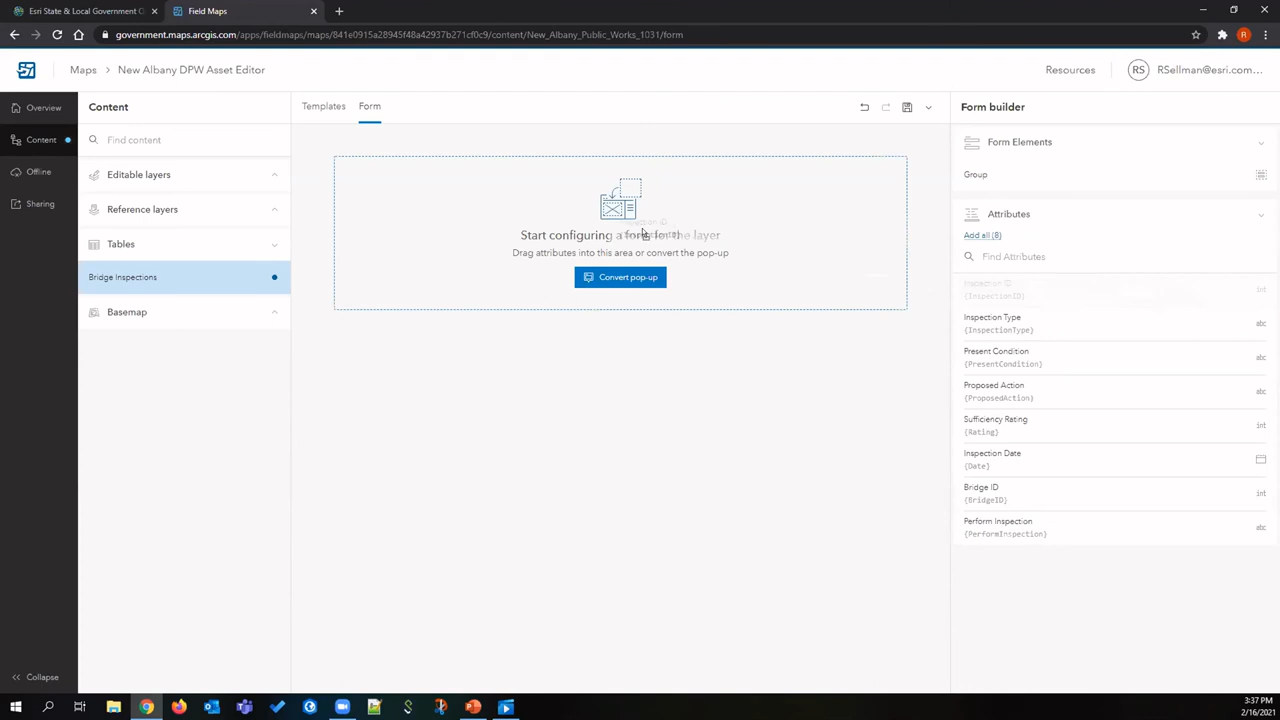 Esri State & Local Government C
Field Maps
government.maps.arcgis.com/apps/fieldmaps/maps/841e0915a28945f48a42937b271cf0c9/content/New_Albany_Public_Works_1031/form
R
Maps
New Albany DPW Asset Editor
Resources
RS
RSellman@esri.com...
Overview
Content
Offline
Sharing
Collapse
Content
Find content
Editable layers
Reference layers
Tables
Bridge Inspections
Basemap
Templates
Form
Start configuring a form for the layer
Drag attributes into this area or convert the pop-up
Convert pop-up
Form builder
Form Elements
Group
Attributes
Add all (8)
Find Attributes
Inspection ID
{InspectionID}
int
Inspection Type
{InspectionType}
abc
Present Condition
{PresentCondition}
abc
Proposed Action
{ProposedAction}
abc
Sufficiency Rating
{Rating}
int
Inspection Date
{Date}
Bridge ID
{BridgeID}
int
Perform Inspection
{PerformInspection}
abc
3:37 PM
2/16/2021